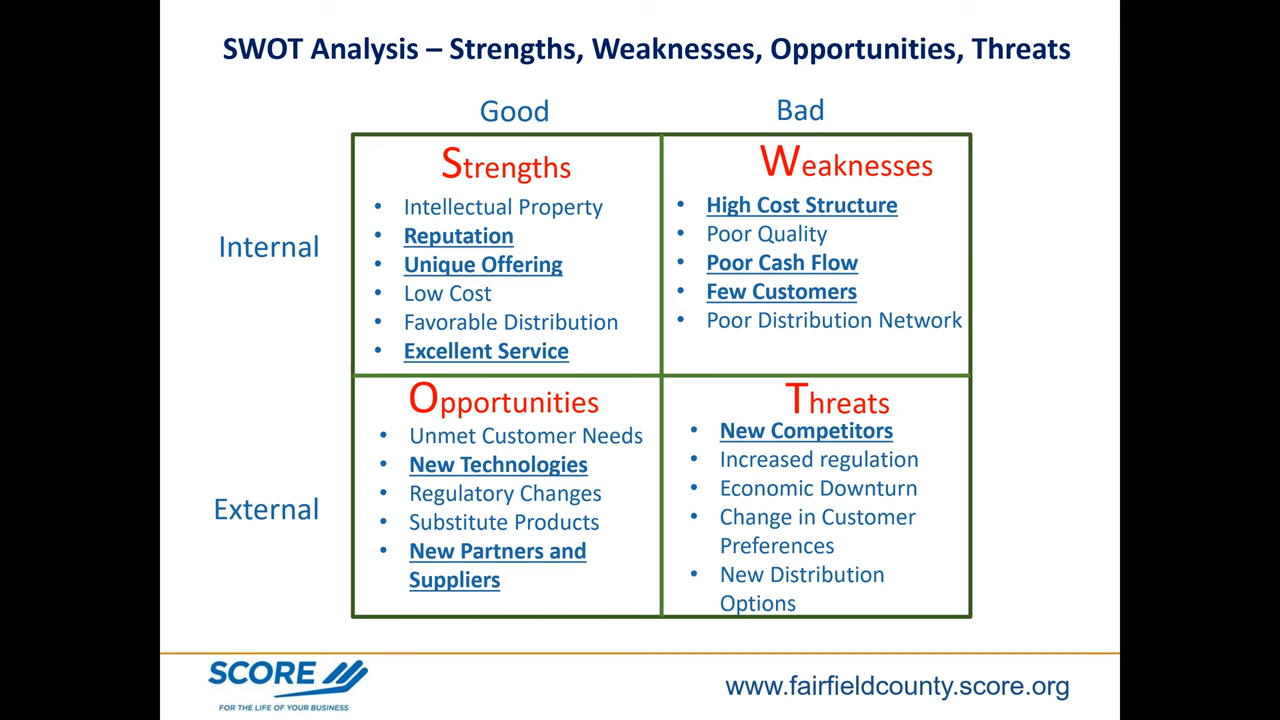 SWOT Analysis – Strengths, Weaknesses, Opportunities, Threats
Good
Bad
Internal
Strengths
• Intellectual Property
• Reputation
• Unique Offering
• Low Cost
• Favorable Distribution
• Excellent Service
Weaknesses
• High Cost Structure
• Poor Quality
• Poor Cash Flow
• Few Customers
• Poor Distribution Network
External
Opportunities
• Unmet Customer Needs
• New Technologies
• Regulatory Changes
• Substitute Products
• New Partners and
Suppliers
Threats
• New Competitors
• Increased regulation
• Economic Downturn
• Change in Customer
Preferences
• New Distribution
Options
SCORE
FOR THE LIFE OF YOUR BUSINESS
www.fairfieldcounty.score.org